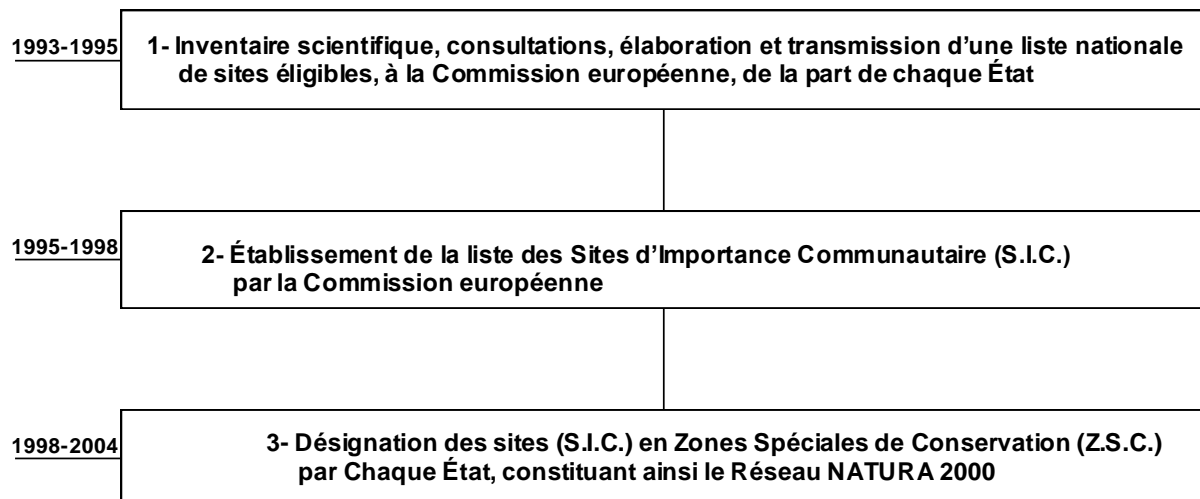 1993-1995
1- Inventaire scientifique, consultations, élaboration et transmission d'une liste nationale
de sites éligibles, à la Commission européenne, de la part de chaque État
1995-1998
2- Établissement de la liste des Sites d'Importance Communautaire (S.I.C.)
par la Commission européenne
1998-2004
3- Désignation des sites (S.I.C.) en Zones Spéciales de Conservation (Z.S.C.)
par Chaque État, constituant ainsi le Réseau NATURA 2000